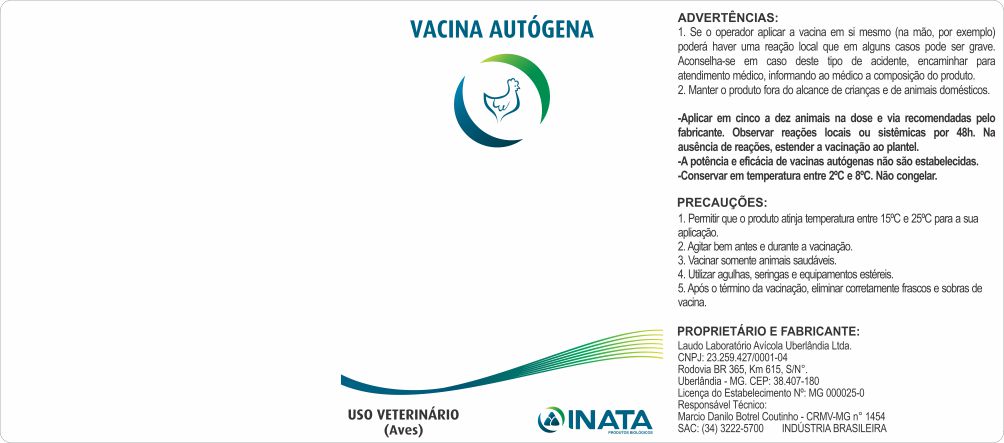 VACINA AUTÓGENA
USO VETERINÁRIO
(Aves)
INATA
PRODUTOS BIOLÓGICOS
ADVERTÊNCIAS:
1. Se o operador aplicar a vacina em si mesmo (na mão, por exemplo)
poderá haver uma reação local que em alguns casos pode ser grave.
Aconselha-se em caso deste tipo de acidente, encaminhar para
atendimento médico, informando ao médico a composição do produto.
2. Manter o produto fora do alcance de crianças e de animais domésticos.
-Aplicar em cinco a dez animais na dose e via recomendadas pelo
fabricante. Observar reações locais ou sistêmicas por 48h. Na
ausência de reações, estender a vacinação ao plantel.
-A potência e eficácia de vacinas autógenas não são estabelecidas.
-Conservar em temperatura entre 2ºC e 8ºC. Não congelar.
PRECAUÇÕES:
1. Permitir que o produto atinja temperatura entre 15ºC e 25ºC para a sua
aplicação.
2. Agitar bem antes e durante a vacinação.
3. Vacinar somente animais saudáveis.
4. Utilizar agulhas, seringas e equipamentos estéreis.
5. Após o término da vacinação, eliminar corretamente frascos e sobras de
vacina.
PROPRIETÁRIO E FABRICANTE:
Laudo Laboratório Avícola Uberlândia Ltda.
CNPJ: 23.259.427/0001-04
Rodovia BR 365, Km 615, S/N°.
Uberlândia - MG. CEP: 38.407-180
Licença do Estabelecimento Nº: MG 000025-0
Responsável Técnico:
Marcio Danilo Botrel Coutinho - CRMV-MG n° 1454
SAC: (34) 3222-5700 INDÚSTRIA BRASILEIRA